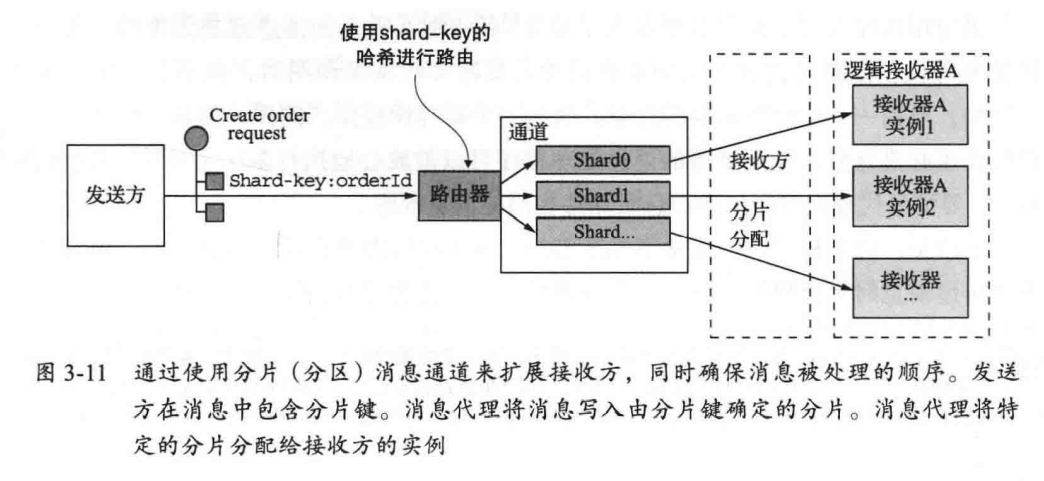 使用shard-key的
哈希进行路由
逻辑接收器A
Create order
request
通道
接收器A
实例1
Shard0
接收方
发送方
Shard-key:orderId
路由器
Shard1
接收器A
实例2
分片
分配
Shard...
接收器
...
图 3-11 通过使用分片（分区）消息通道来扩展接收方，同时确保消息被处理的顺序。发送
方在消息中包含分片键。消息代理将消息写入由分片键确定的分片。消息代理将特
定的分片分配给接收方的实例